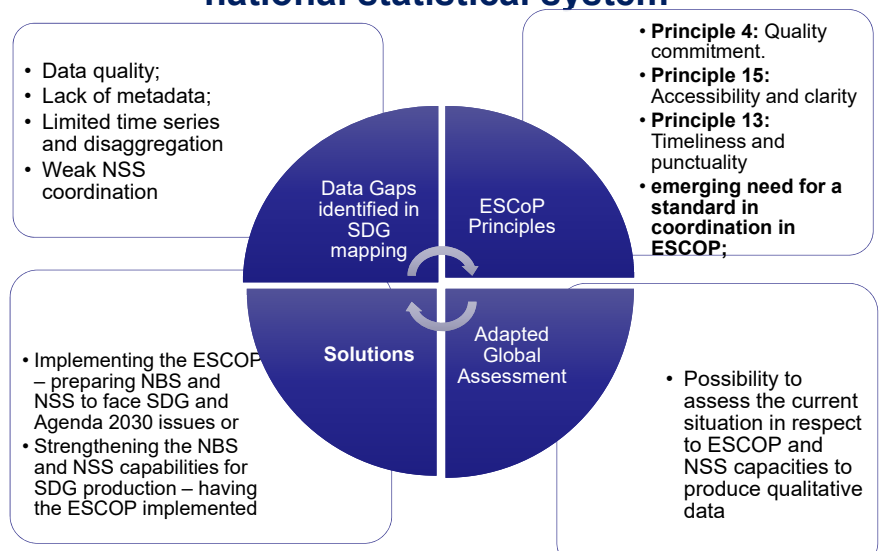 national statistical system
• Data quality;
• Lack of metadata;
• Limited time series
and disaggregation
• Weak NSS
coordination
• Principle 4: Quality
commitment.
• Principle 15:
Accessibility and clarity
• Principle 13:
Timeliness and
punctuality
• emerging need for a
standard in
coordination in
ESCOP;
Data Gaps
identified in
SDG
mapping
ESCoP
Principles
Solutions
Adapted
Global
Assessment
• Implementing the ESCOP
– preparing NBS and
NSS to face SDG and
Agenda 2030 issues or
• Strengthening the NBS
and NSS capabilities for
SDG production – having
the ESCOP implemented
• Possibility to
assess the current
situation in respect
to ESCOP and
NSS capacities to
produce qualitative
data